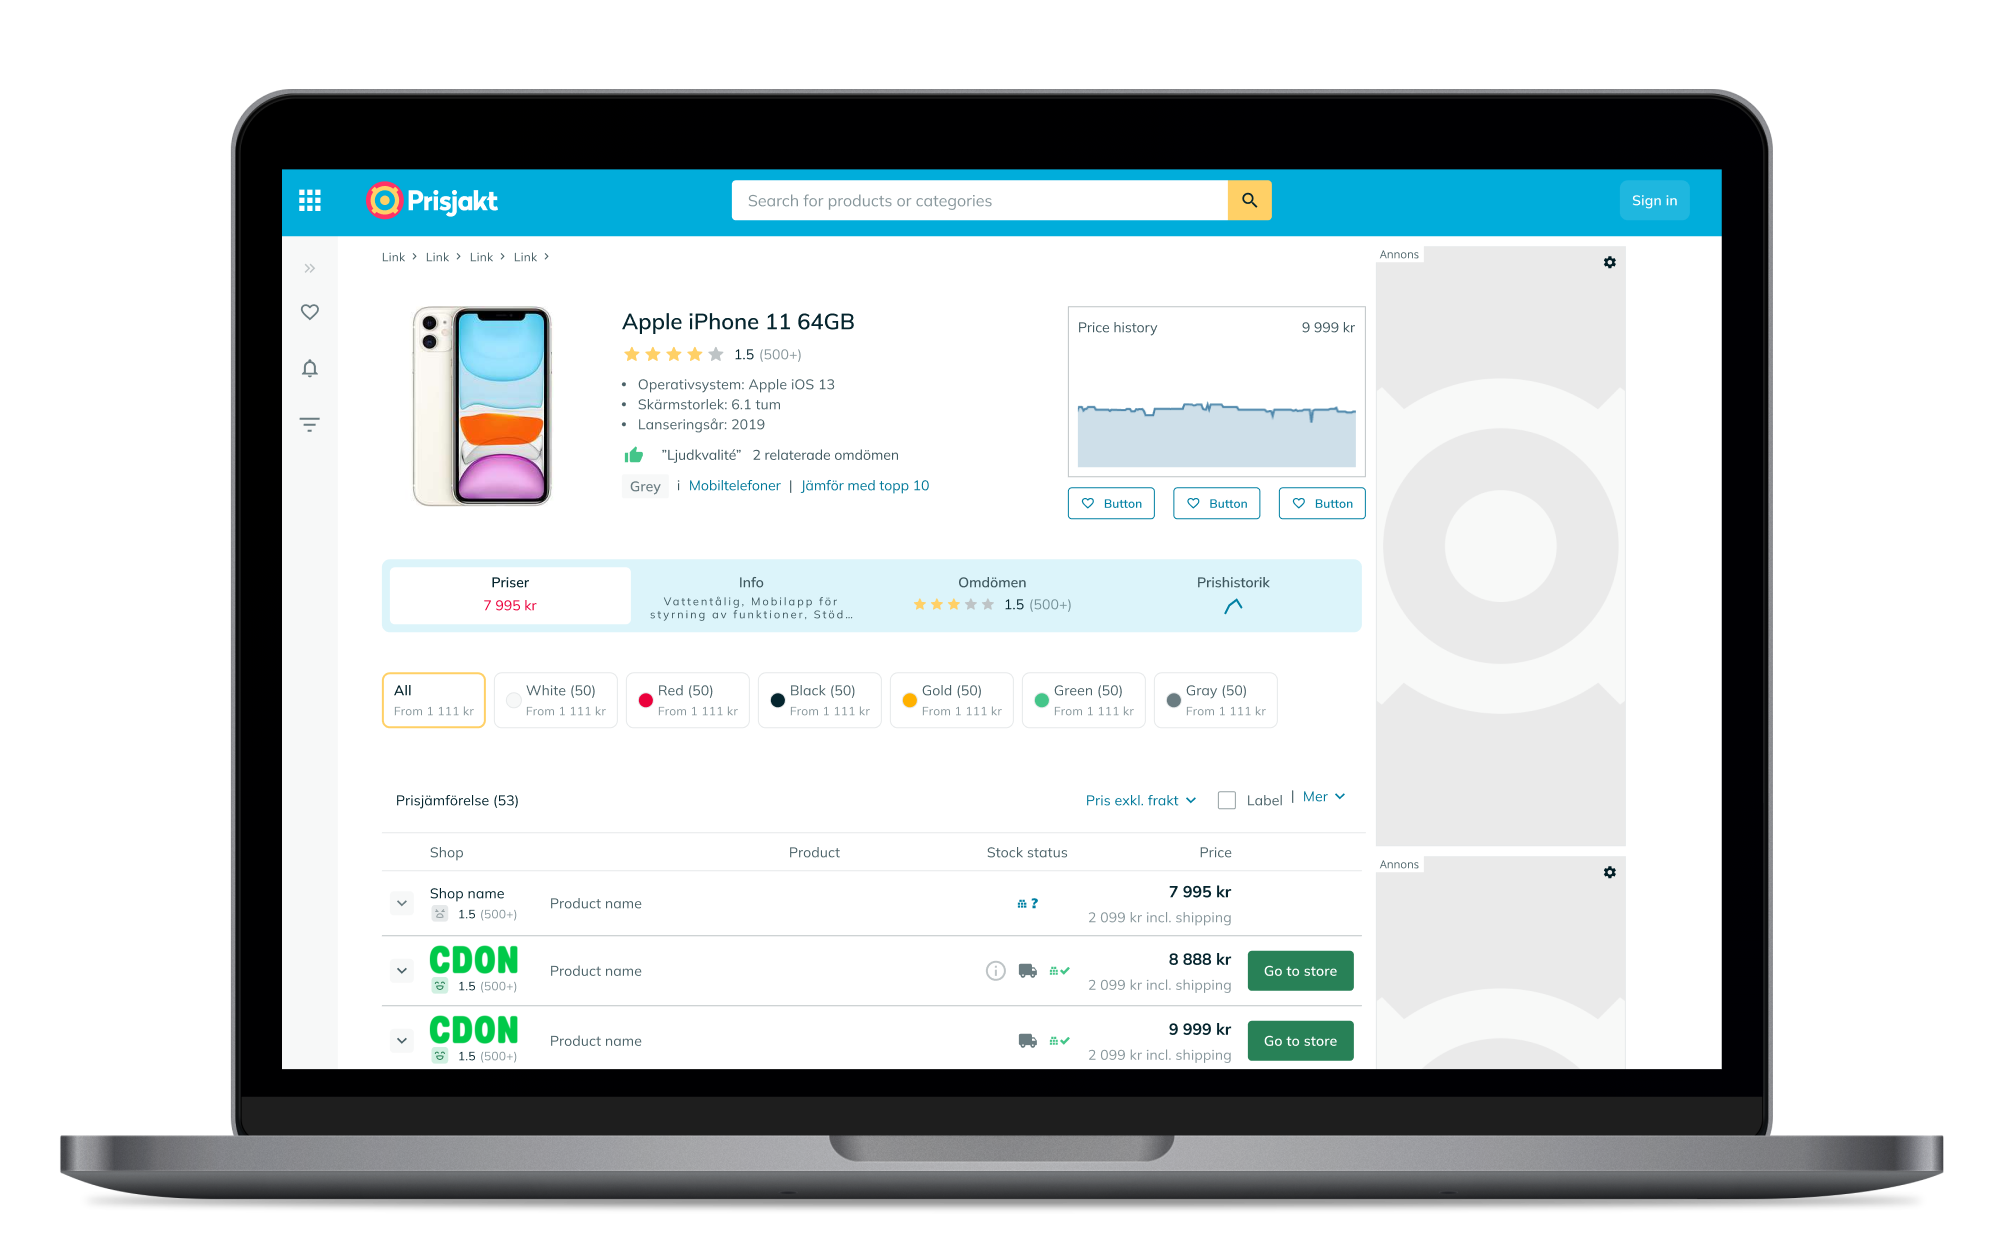 Prisjakt
Search for products or categories
Sign in
Link > Link > Link > Link >
Annons
Apple iPhone 11 64GB
1.5 (500+)
• Operativsystem: Apple iOS 13
• Skärmstorlek: 6.1 tum
• Lanseringsår: 2019
”Ljudkvalité” 2 relaterade omdömen
Grey i Mobiltelefoner | Jämför med topp 10
Price history 9 999 kr
Button Button Button
Priser
7 995 kr
Info
Vattentålig, Mobilapp för
styrning av funktioner, Stöd...
Omdömen
1.5 (500+)
Prishistorik
All
From 1 111 kr
White (50)
From 1 111 kr
Red (50)
From 1 111 kr
Black (50)
From 1 111 kr
Gold (50)
From 1 111 kr
Green (50)
From 1 111 kr
Gray (50)
From 1 111 kr
Prisjämförelse (53)
Pris exkl. frakt Label | Mer
Annons
Shop Product Stock status Price
Shop name
1.5 (500+)
Product name
?
7 995 kr
2 099 kr incl. shipping
CDON
1.5 (500+)
Product name
8 888 kr
2 099 kr incl. shipping
Go to store
CDON
1.5 (500+)
Product name
9 999 kr
2 099 kr incl. shipping
Go to store